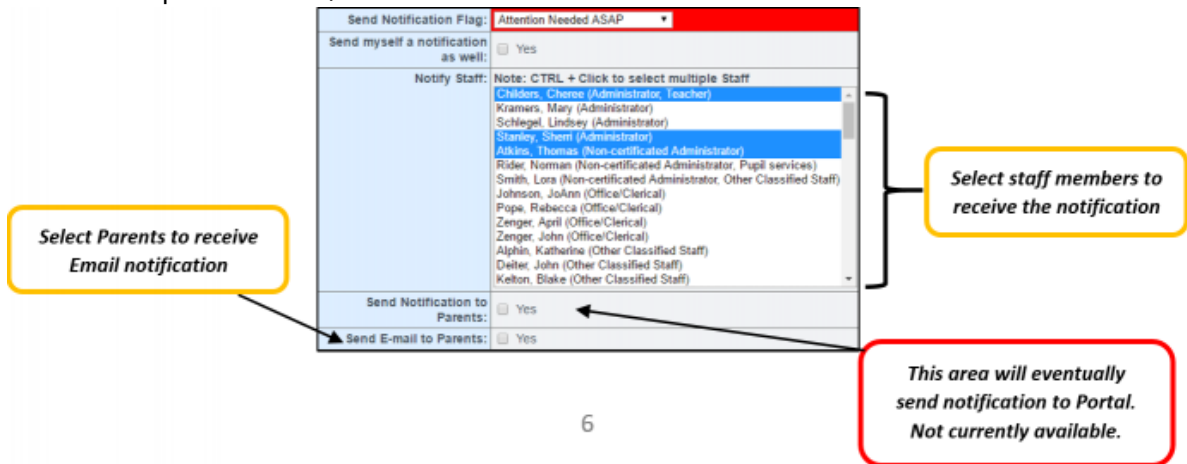 Send Notification Flag: Attention Needed ASAP
Send myself a notification
as well: Yes
Notify Staff: Note: CTRL + Click to select multiple Staff
Childers, Cheree (Administrator, Teacher)
Kramers, Mary (Administrator)
Schlegel, Lindsey (Administrator)
Stanley, Sherri (Administrator)
Atkins, Thomas (Non-certificated Administrator)
Rider, Norman (Non-certificated Administrator, Pupil services)
Smith, Lora (Non-certificated Administrator, Other Classified Staff)
Johnson, JoAnn (Office/Clerical)
Pope, Rebecca (Office/Clerical)
Zenger, April (Office/Clerical)
Zenger, John (Office/Clerical)
Alphin, Katherine (Other Classified Staff)
Deiter, John (Other Classified Staff)
Kelton, Blake (Other Classified Staff)
Select staff members to
receive the notification
Select Parents to receive
Email notification
Send Notification to
Parents: Yes
Send E-mail to Parents: Yes
This area will eventually
send notification to Portal.
Not currently available.
6